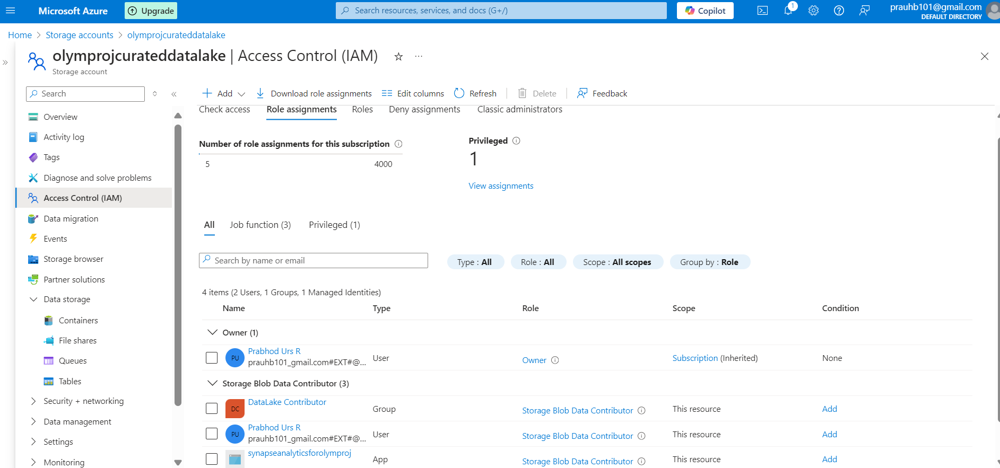 Microsoft Azure
Upgrade
Search resources, services, and docs (G+/)
Copilot
1
prauhb101@gmail.com
DEFAULT DIRECTORY
Home > Storage accounts > olymprojcurateddatalake
olymprojcurateddatalake | Access Control (IAM)
Storage account
Search
Add
Download role assignments
Edit columns
Refresh
Delete
Feedback
Overview
Activity log
Tags
Diagnose and solve problems
Access Control (IAM)
Data migration
Events
Storage browser
Partner solutions
Data storage
Containers
File shares
Queues
Tables
Security + networking
Data management
Settings
Monitoring
Check access Role assignments Roles Deny assignments Classic administrators
Number of role assignments for this subscription
5 4000
Privileged
1
View assignments
All Job function (3) Privileged (1)
Search by name or email
Type : All
Role : All
Scope : All scopes
Group by : Role
4 items (2 Users, 1 Groups, 1 Managed Identities)
Name Type Role Scope Condition
Owner (1)
PU Prabhod Urs R
prauhb101_gmail.com#EXT#@... User Owner Subscription (Inherited) None
Storage Blob Data Contributor (3)
DC DataLake Contributor
Group Storage Blob Data Contributor This resource Add
PU Prabhod Urs R
prauhb101_gmail.com#EXT#@... User Storage Blob Data Contributor This resource Add
synapseanalyticsforolymproj
App Storage Blob Data Contributor This resource Add